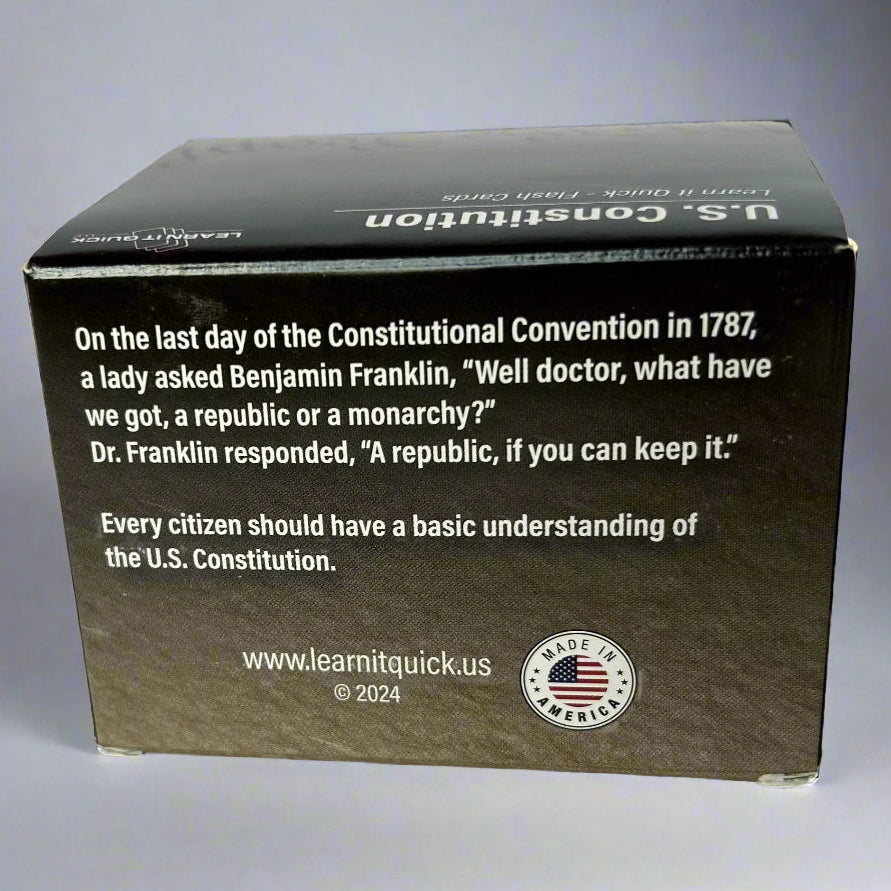 Learn it Quick - Flash Cards
U.S. Constitution
LEARN IT QUICK
On the last day of the Constitutional Convention in 1787,
a lady asked Benjamin Franklin, “Well doctor, what have
we got, a republic or a monarchy?”
Dr. Franklin responded, “A republic, if you can keep it.”
Every citizen should have a basic understanding of
the U.S. Constitution.
www.learnitquick.us
© 2024
MADE IN
AMERICA